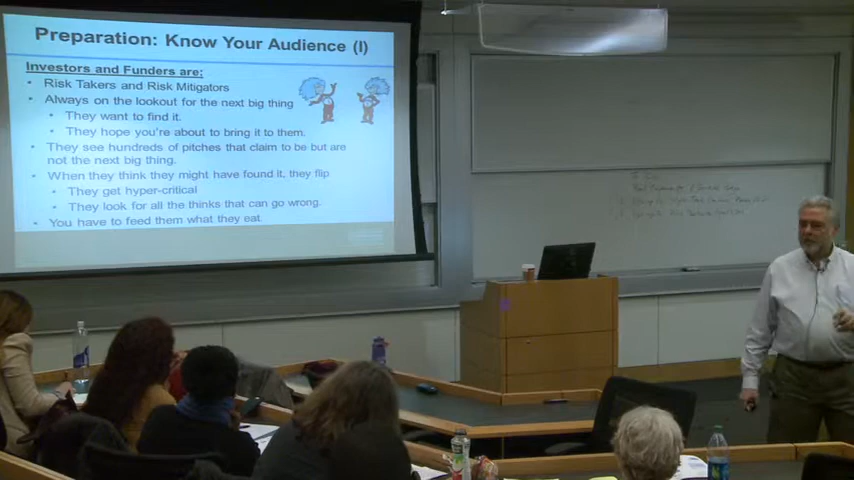 Preparation: Know Your Audience (I)
Investors and Funders are:
• Risk Takers and Risk Mitigators
• Always on the lookout for the next big thing
• They want to find it.
• They hope you're about to bring it to them.
• They see hundreds of pitches that claim to be but are
not the next big thing.
• When they think they might have found it, they flip
• They get hyper-critical
• They look for all the thinks that can go wrong.
• You have to feed them what they eat.